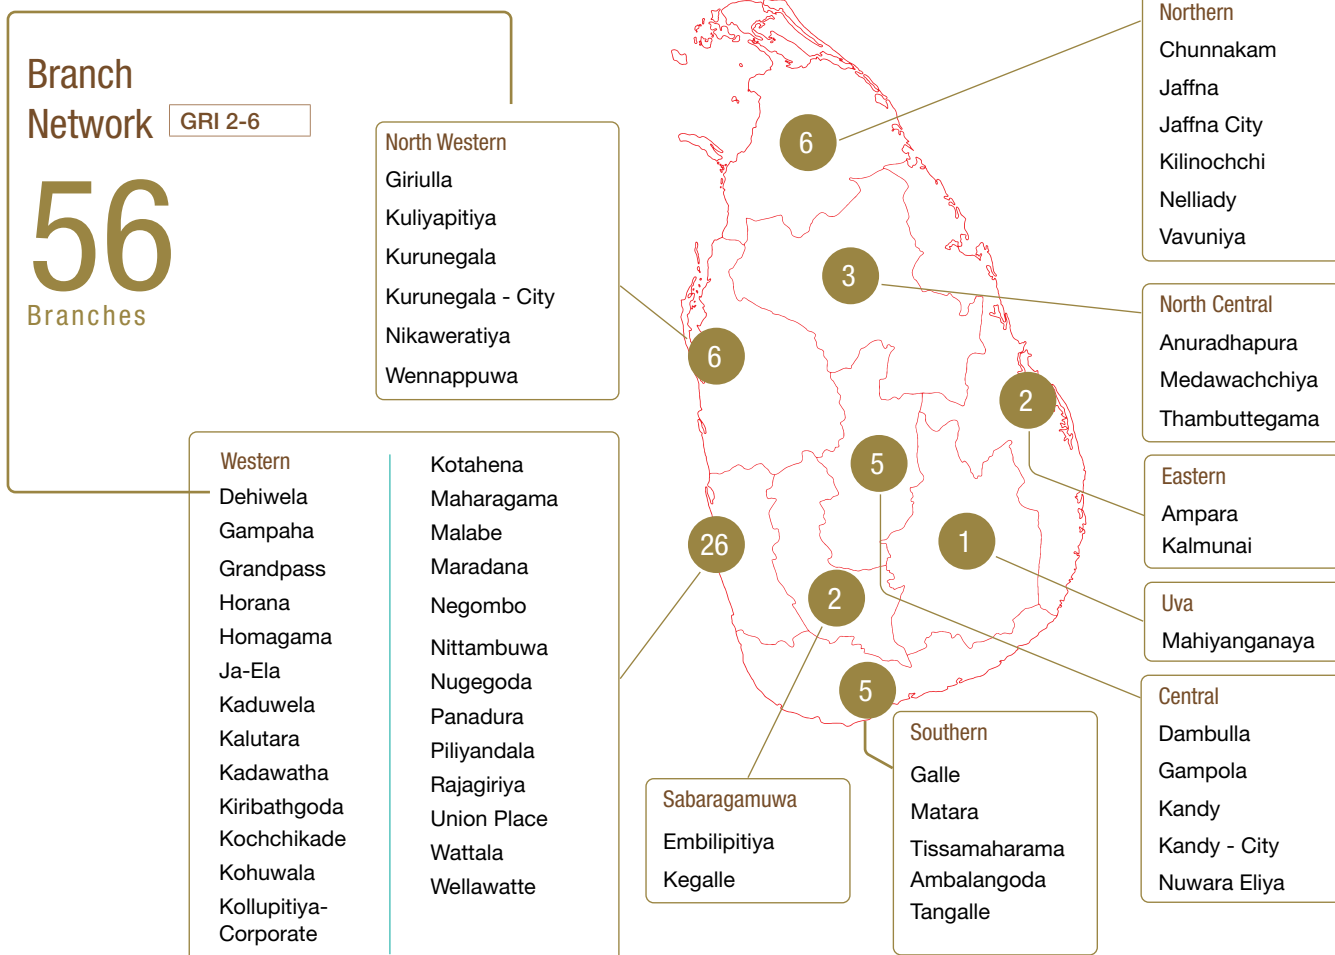 Branch
Network GRI 2-6
56
Branches
North Western
Giriulla
Kuliyapitiya
Kurunegala
Kurunegala - City
Nikaweratiya
Wennappuwa
Western
Dehiwela
Gampaha
Grandpass
Horana
Homagama
Ja-Ela
Kaduwela
Kalutara
Kadawatha
Kiribathgoda
Kochchikade
Kohuwala
Kollupitiya-
Corporate
Kotahena
Maharagama
Malabe
Maradana
Negombo
Nittambuwa
Nugegoda
Panadura
Piliyandala
Rajagiriya
Union Place
Wattala
Wellawatte
6
3
6
2
5
26
1
2
5
Sabaragamuwa
Embilipitiya
Kegalle
Southern
Galle
Matara
Tissamaharama
Ambalangoda
Tangalle
Northern
Chunnakam
Jaffna
Jaffna City
Kilinochchi
Nelliady
Vavuniya
North Central
Anuradhapura
Medawachchiya
Thambuttegama
Eastern
Ampara
Kalmunai
Uva
Mahiyanganaya
Central
Dambulla
Gampola
Kandy
Kandy - City
Nuwara Eliya